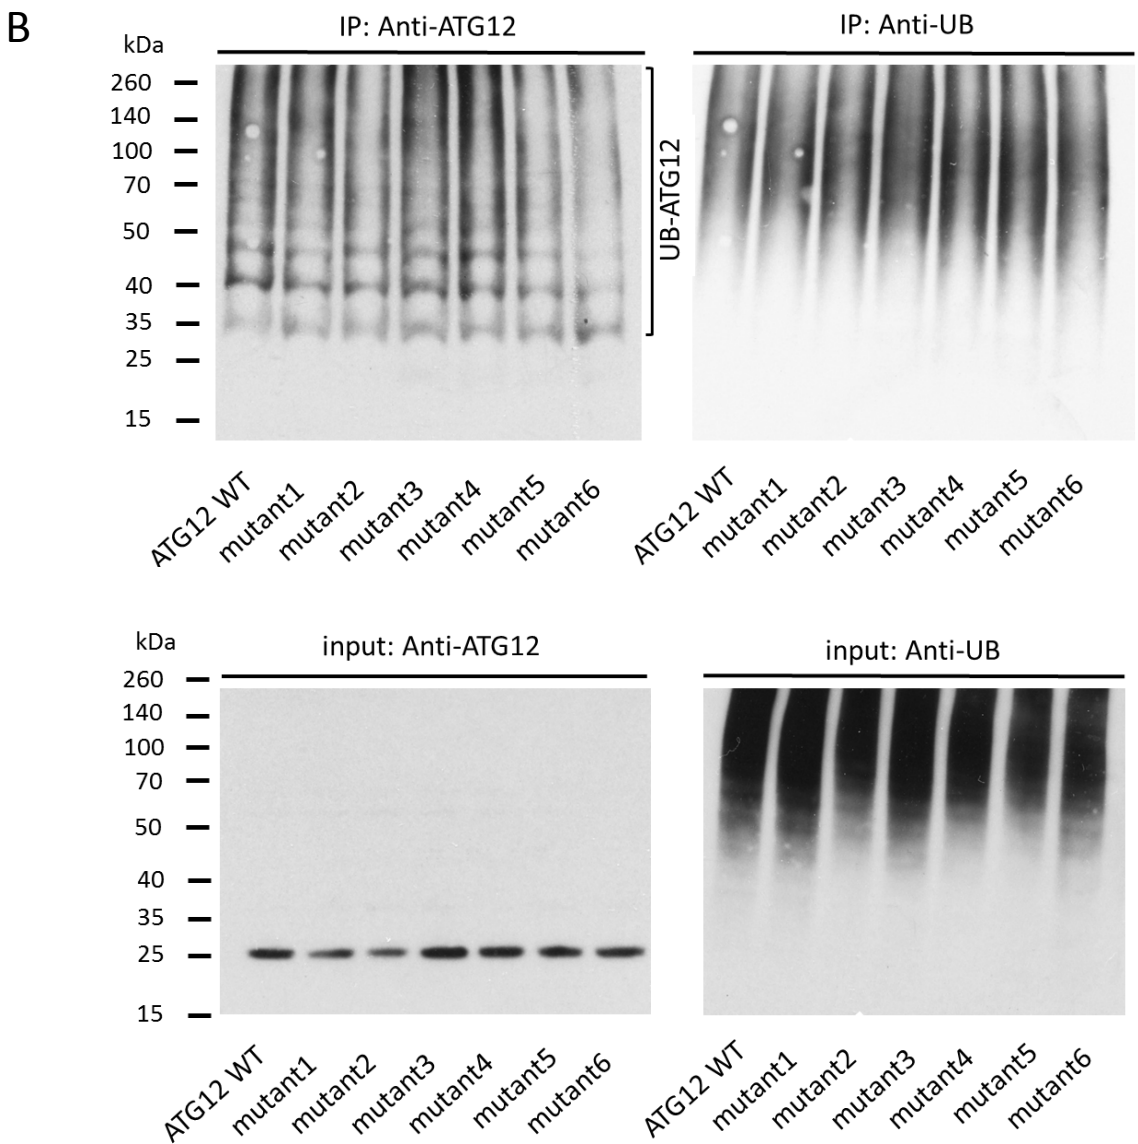 B
IP: Anti-ATG12
IP: Anti-UB
kDa
260
140
100
70
50
40
35
25
15
UB-ATG12
ATG12 WT
mutant1
mutant2
mutant3
mutant4
mutant5
mutant6
ATG12 WT
mutant1
mutant2
mutant3
mutant4
mutant5
mutant6
kDa
input: Anti-ATG12
input: Anti-UB
260
140
100
70
50
40
35
25
15
ATG12 WT
mutant1
mutant2
mutant3
mutant4
mutant5
mutant6
ATG12 WT
mutant1
mutant2
mutant3
mutant4
mutant5
mutant6